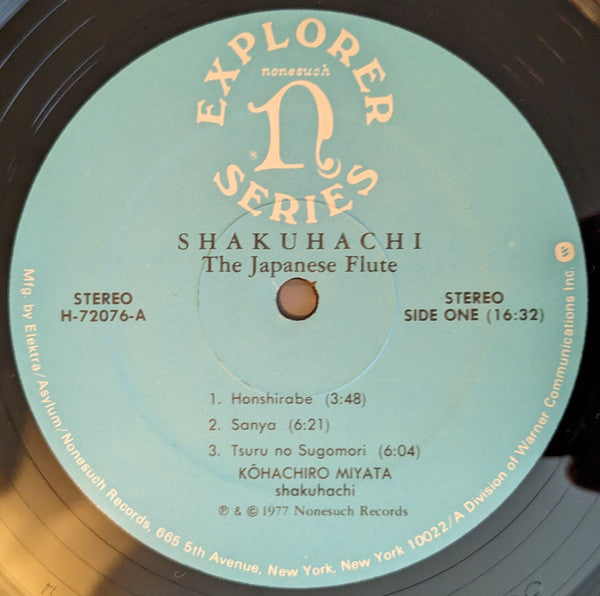 EXPLORER
nonesuch
n
®
SERIES
SHAKUHACHI
The Japanese Flute
STEREO
H-72076-A
STEREO
SIDE ONE (16:32)
1. Honshirabe (3:48)
2. Sanya (6:21)
3. Tsuru no Sugomori (6:04)
KŌHACHIRO MIYATA
shakuhachi
℗ & © 1977 Nonesuch Records
Mfg. by Elektra/Asylum/Nonesuch Records, 665 5th Avenue, New York, New York 10022/A Division of Warner Communications Inc.